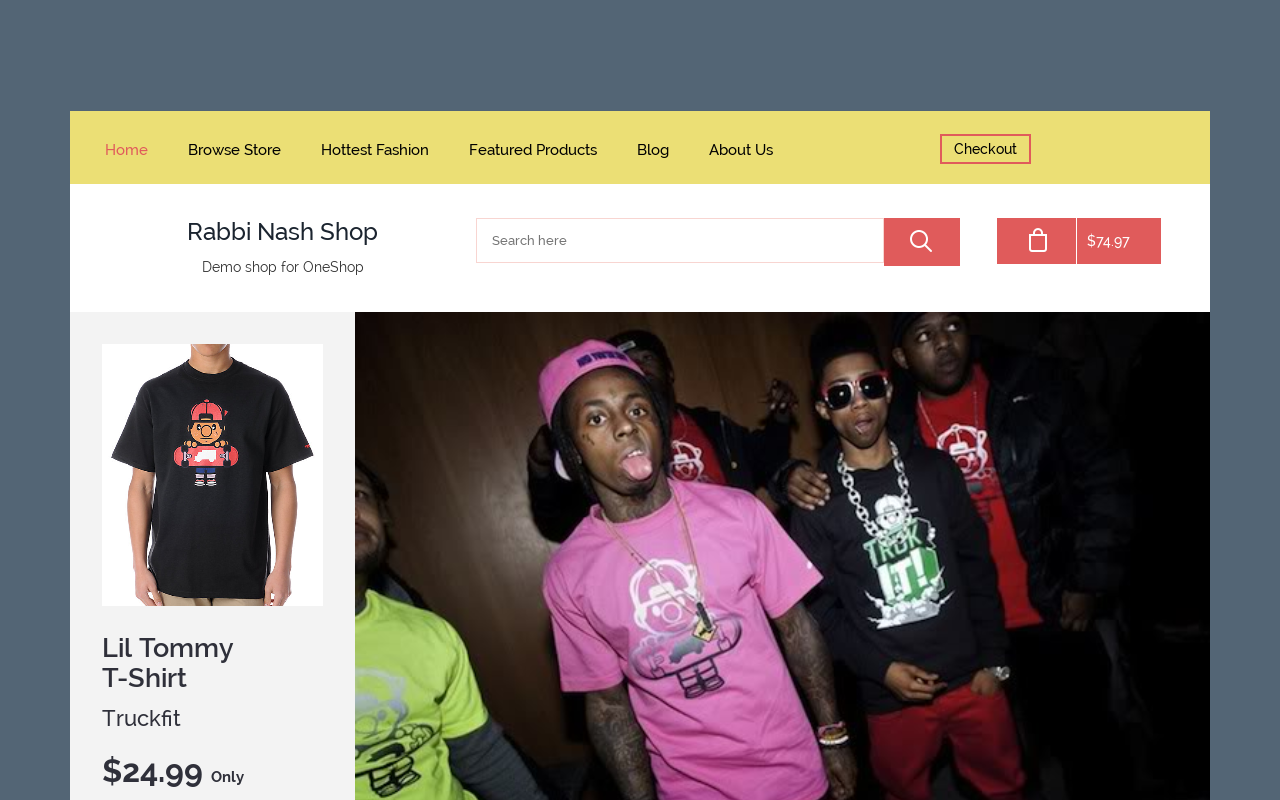 Home Browse Store Hottest Fashion Featured Products Blog About Us Checkout
Rabbi Nash Shop
Demo shop for OneShop
Search here
$74.97
TRUK
IT!
Lil Tommy
T-Shirt
Truckfit
$24.99 Only